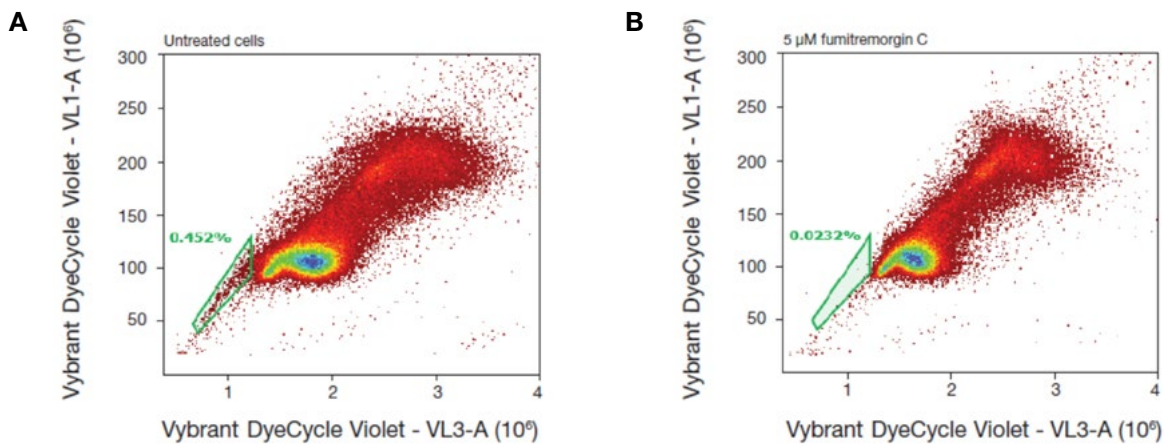 A
Untreated cells
Vybrant DyeCycle Violet - VL1-A (10⁶)
300
250
200
150
100
50
0.452%
1
2
3
4
Vybrant DyeCycle Violet - VL3-A (10⁶)
B
5 µM fumitremorgin C
Vybrant DyeCycle Violet - VL1-A (10⁶)
300
250
200
150
100
50
0.0232%
1
2
3
4
Vybrant DyeCycle Violet - VL3-A (10⁶)